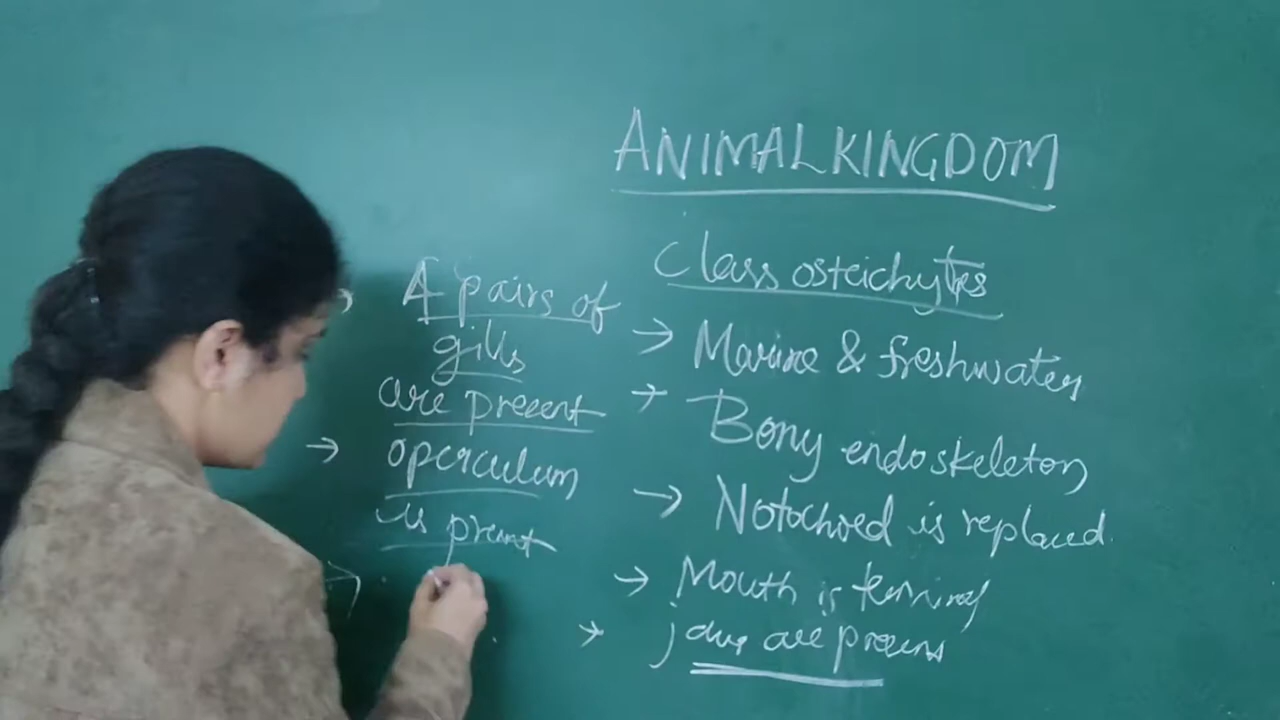 ANIMAL KINGDOM
Class osteichytes
→ Marine & freshwater
→ Bony endoskeleton
→ Notochord is replaced.
→ Mouth is terminal
→ jaws are present
→ 4 pairs of
gills
are present
→ operculum
is present
→